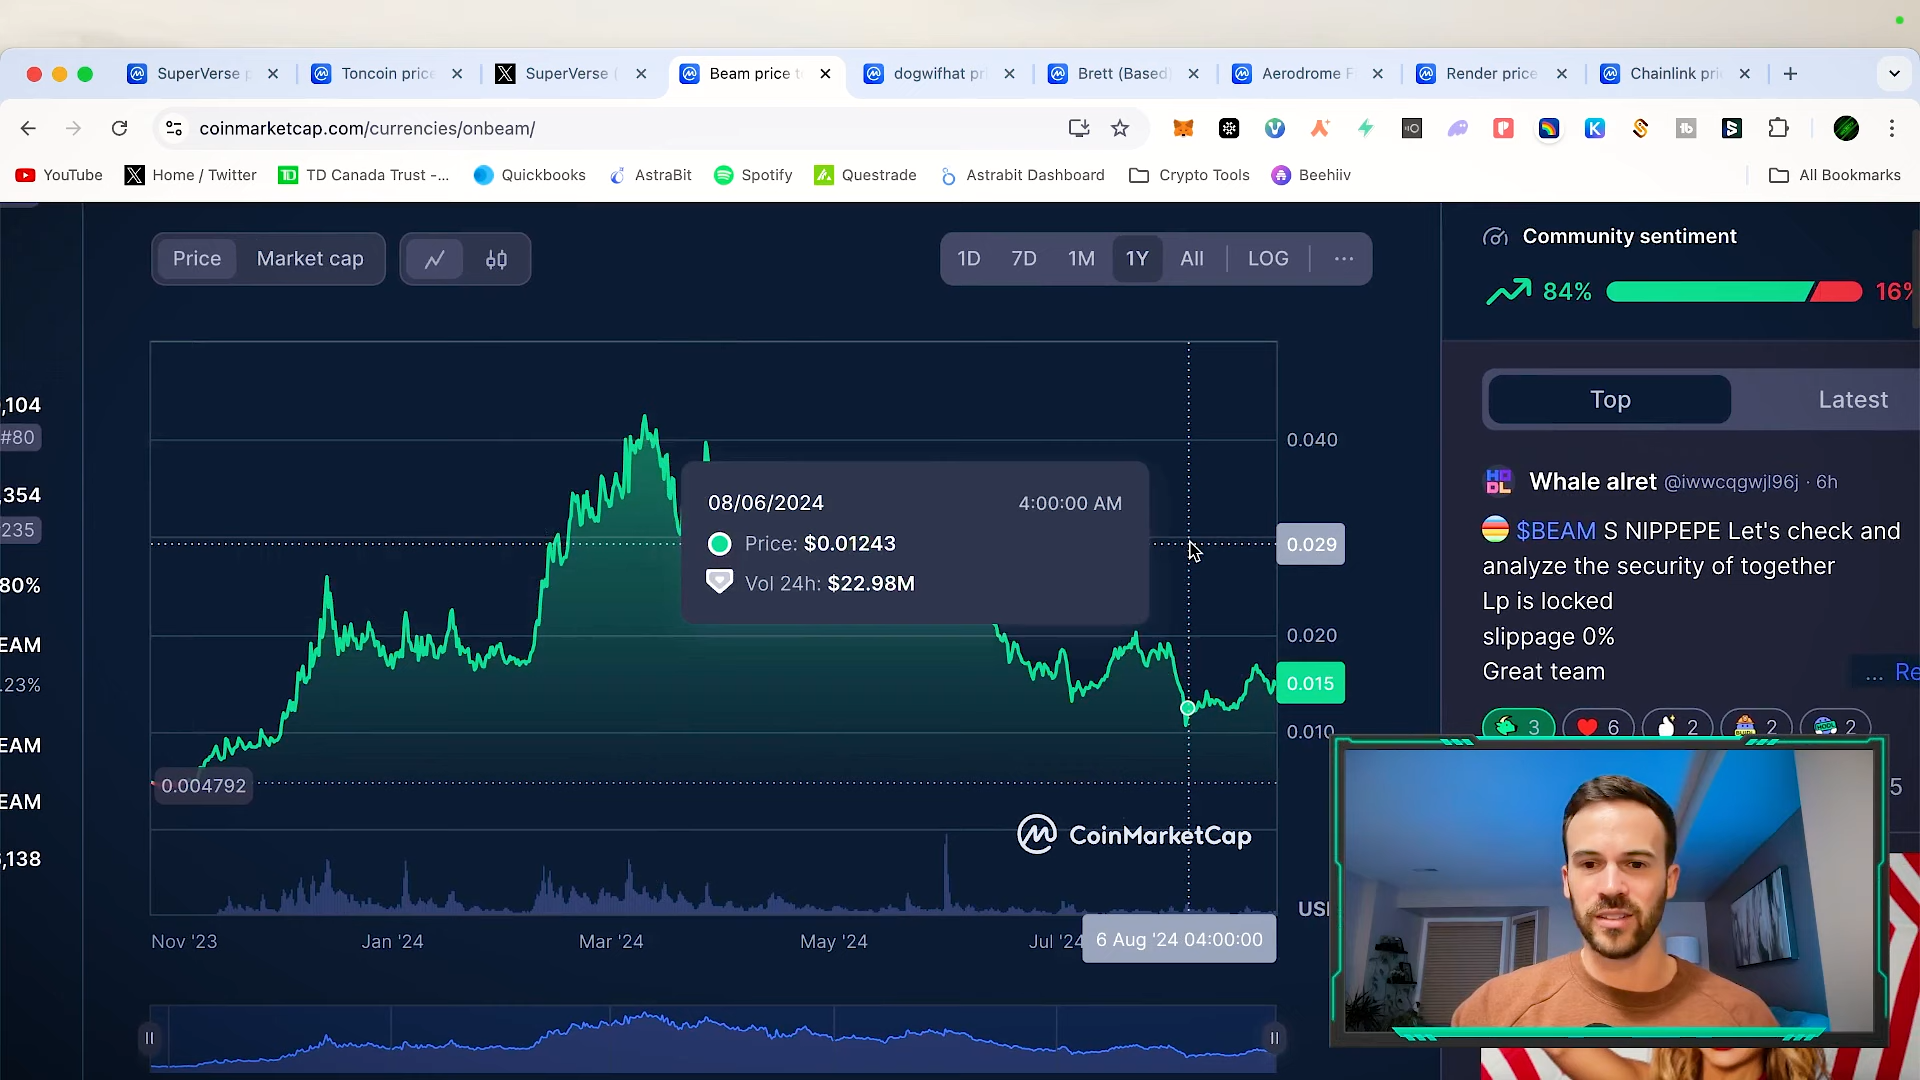 SuperVerse p
Toncoin price
SuperVerse (
Beam price t
dogwifhat pri
Brett (Based)
Aerodrome F
Render price
Chainlink pri
coinmarketcap.com/currencies/onbeam/
YouTube
Home / Twitter
TD Canada Trust -...
Quickbooks
AstraBit
Spotify
Questrade
Astrabit Dashboard
Crypto Tools
Beehiiv
All Bookmarks
Price Market cap
1D 7D 1M 1Y All LOG ...
Community sentiment
84% 16%
Top Latest
,104
#80
,354
235
80%
EAM
.23%
EAM
EAM
,138
0.040
0.029
0.020
0.015
0.010
0.004792
08/06/2024 4:00:00 AM
Price: $0.01243
Vol 24h: $22.98M
CoinMarketCap
USD
Nov '23 Jan '24 Mar '24 May '24 Jul '24 6 Aug '24 04:00:00
HODL
Whale alret @iwwcqgwjl96j · 6h
$BEAM S NIPPEPE Let's check and
analyze the security of together
Lp is locked
slippage 0%
Great team
... Re
3 6 2 2 2
5